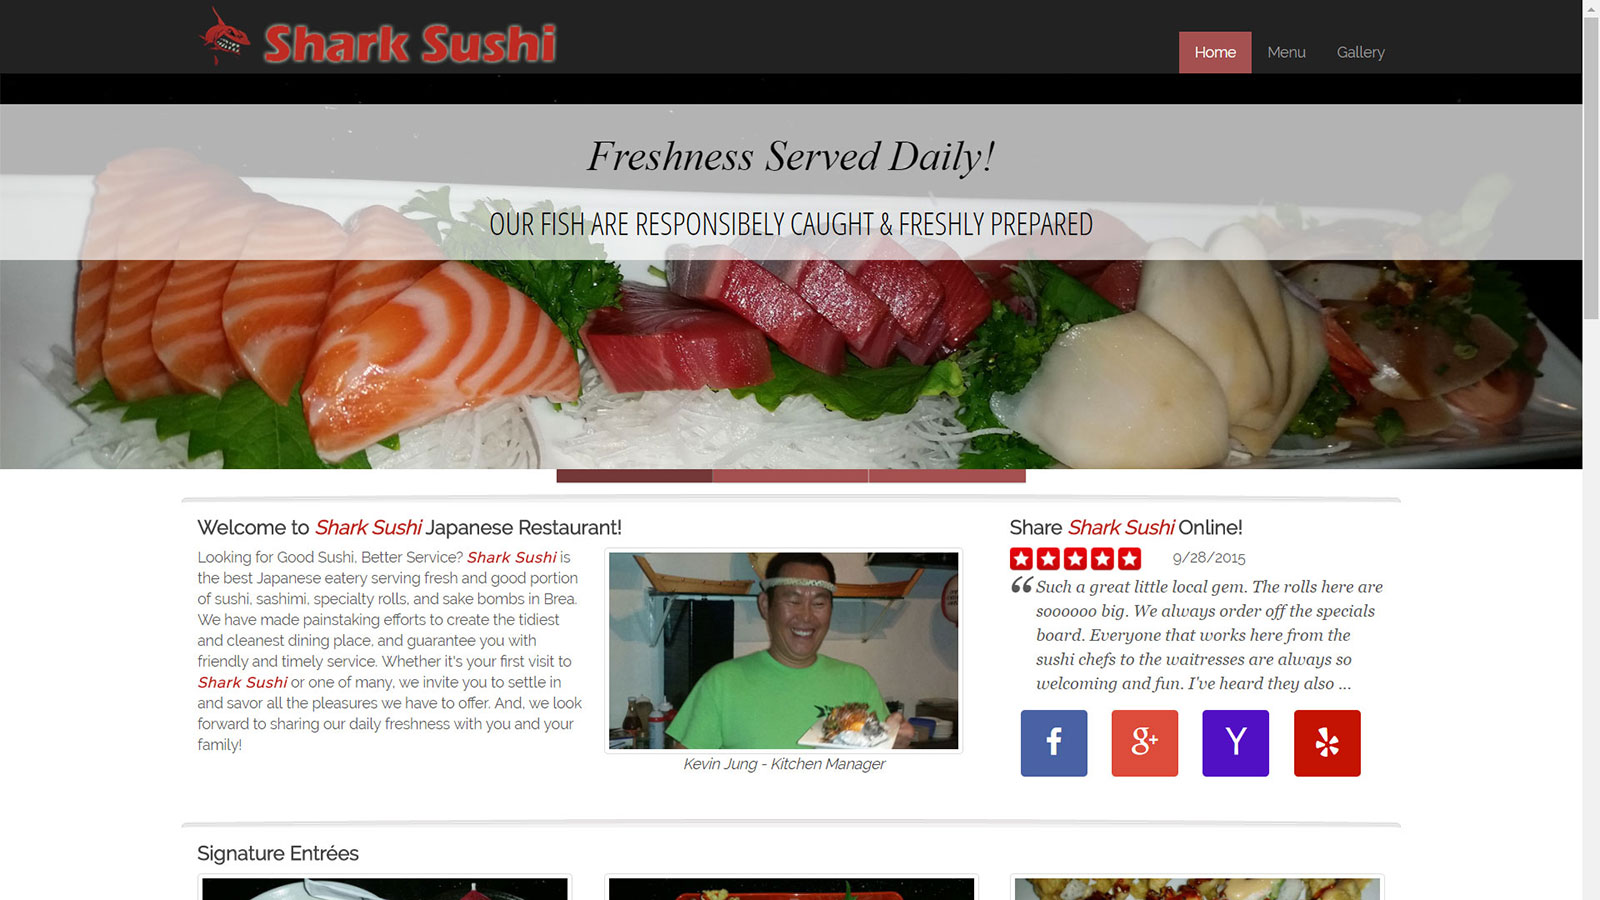 Shark Sushi
Home Menu Gallery
Freshness Served Daily!
OUR FISH ARE RESPONSIBELY CAUGHT & FRESHLY PREPARED
Welcome to Shark Sushi Japanese Restaurant!
Looking for Good Sushi, Better Service? Shark Sushi is
the best Japanese eatery serving fresh and good portion
of sushi, sashimi, specialty rolls, and sake bombs in Brea.
We have made painstaking efforts to create the tidiest
and cleanest dining place, and guarantee you with
friendly and timely service. Whether it's your first visit to
Shark Sushi or one of many, we invite you to settle in
and savor all the pleasures we have to offer. And, we look
forward to sharing our daily freshness with you and your
family!
Kevin Jung - Kitchen Manager
Share Shark Sushi Online!
9/28/2015
“ Such a great little local gem. The rolls here are
soooooo big. We always order off the specials
board. Everyone that works here from the
sushi chefs to the waitresses are always so
welcoming and fun. I've heard they also ...
f g+ Y
Signature Entrées